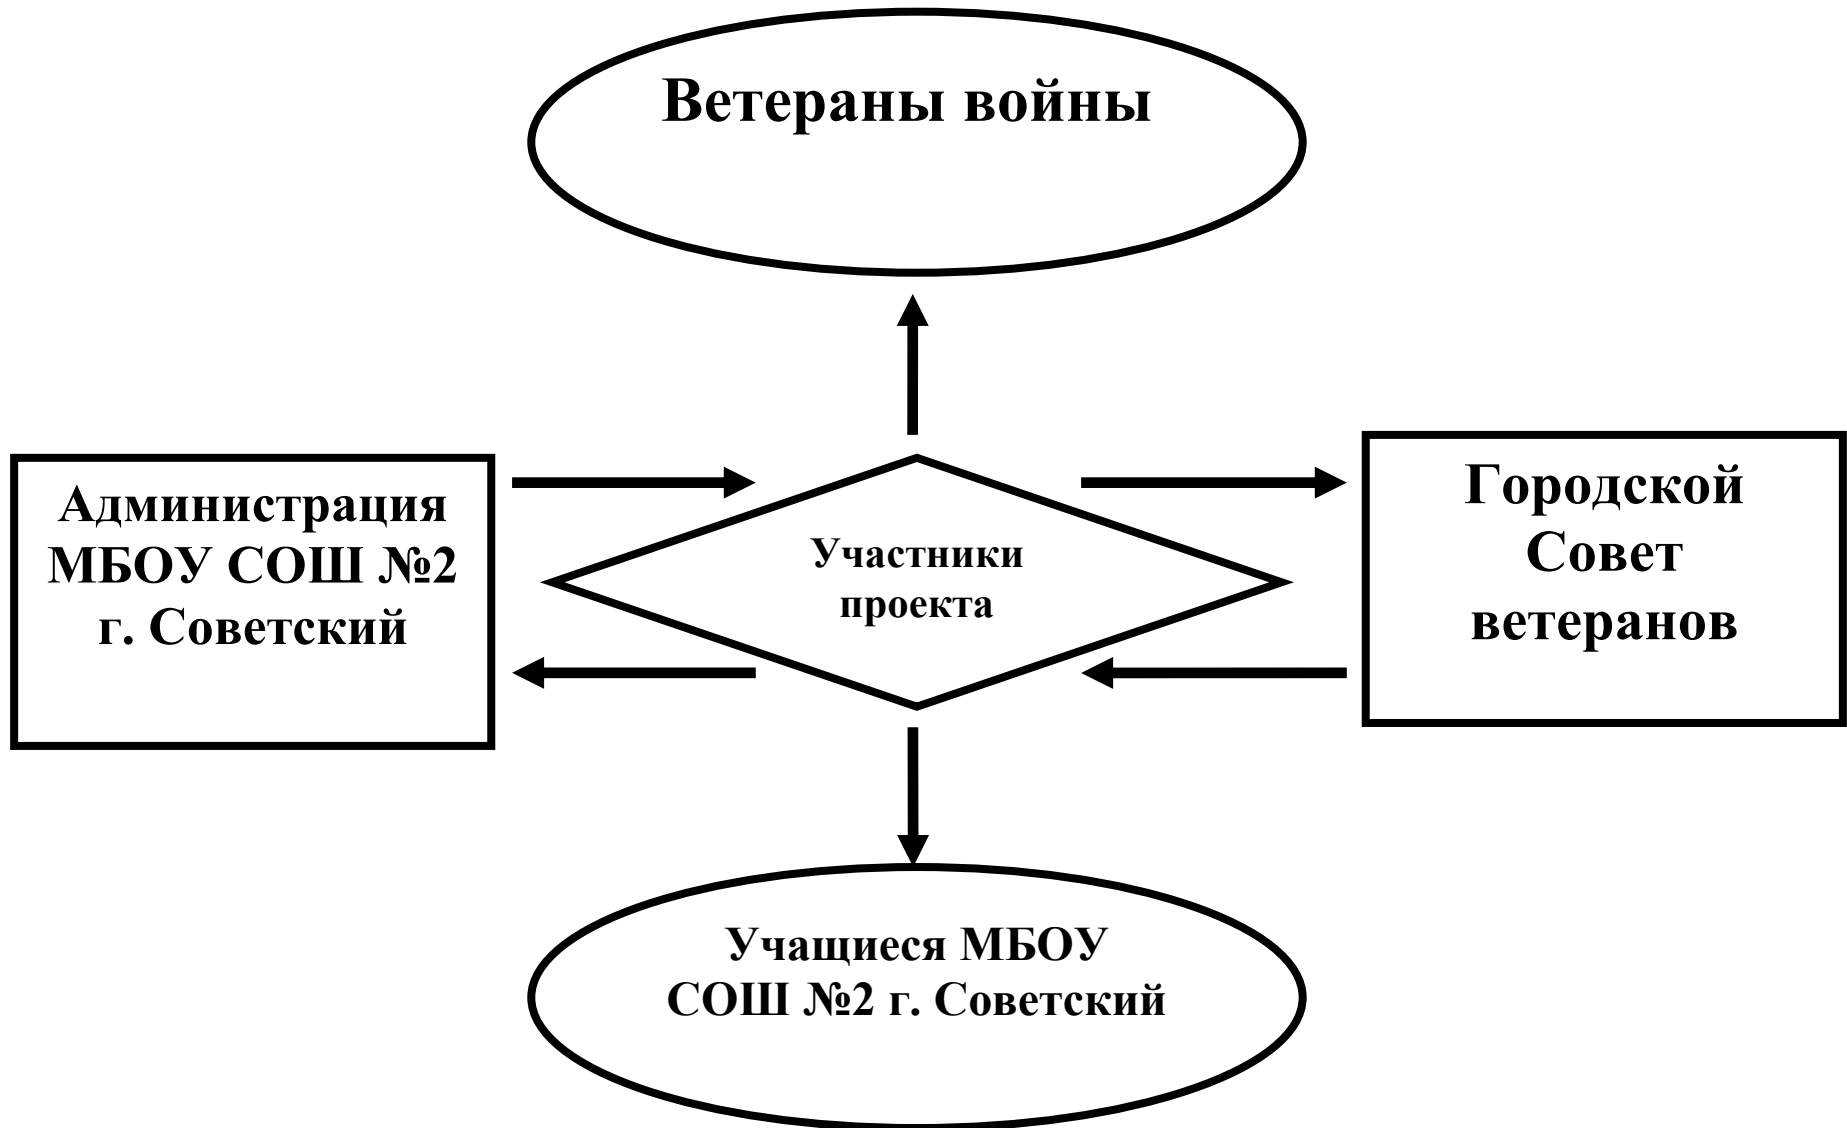 Ветераны войны
Администрация
МБОУ СОШ №2
г. Советский
Участники
проекта
Городской
Совет
ветеранов
Учащиеся МБОУ
СОШ №2 г. Советский